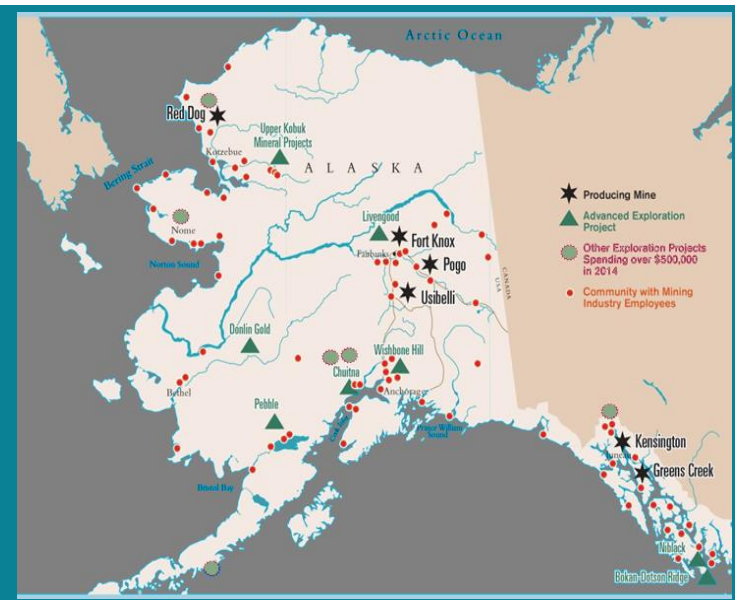 Arctic Ocean
Red Dog
Kotzebue
Upper Kobuk
Mineral Projects
A L A S K A
Bering Strait
Nome
Norton Sound
Livengood
Fort Knox
Fairbanks
Pogo
Usibelli
CANADA
USA
Producing Mine
Advanced Exploration
Project
Other Exploration Projects
Spending over $500,000
in 2014
Community with Mining
Industry Employees
Donlin Gold
Bethel
Chuitna
Wishbone Hill
Anchorage
Cook Inlet
Prince William
Sound
Pebble
Bristol Bay
Kensington
Juneau
Greens Creek
Niblack
Bokan-Dotson Ridge